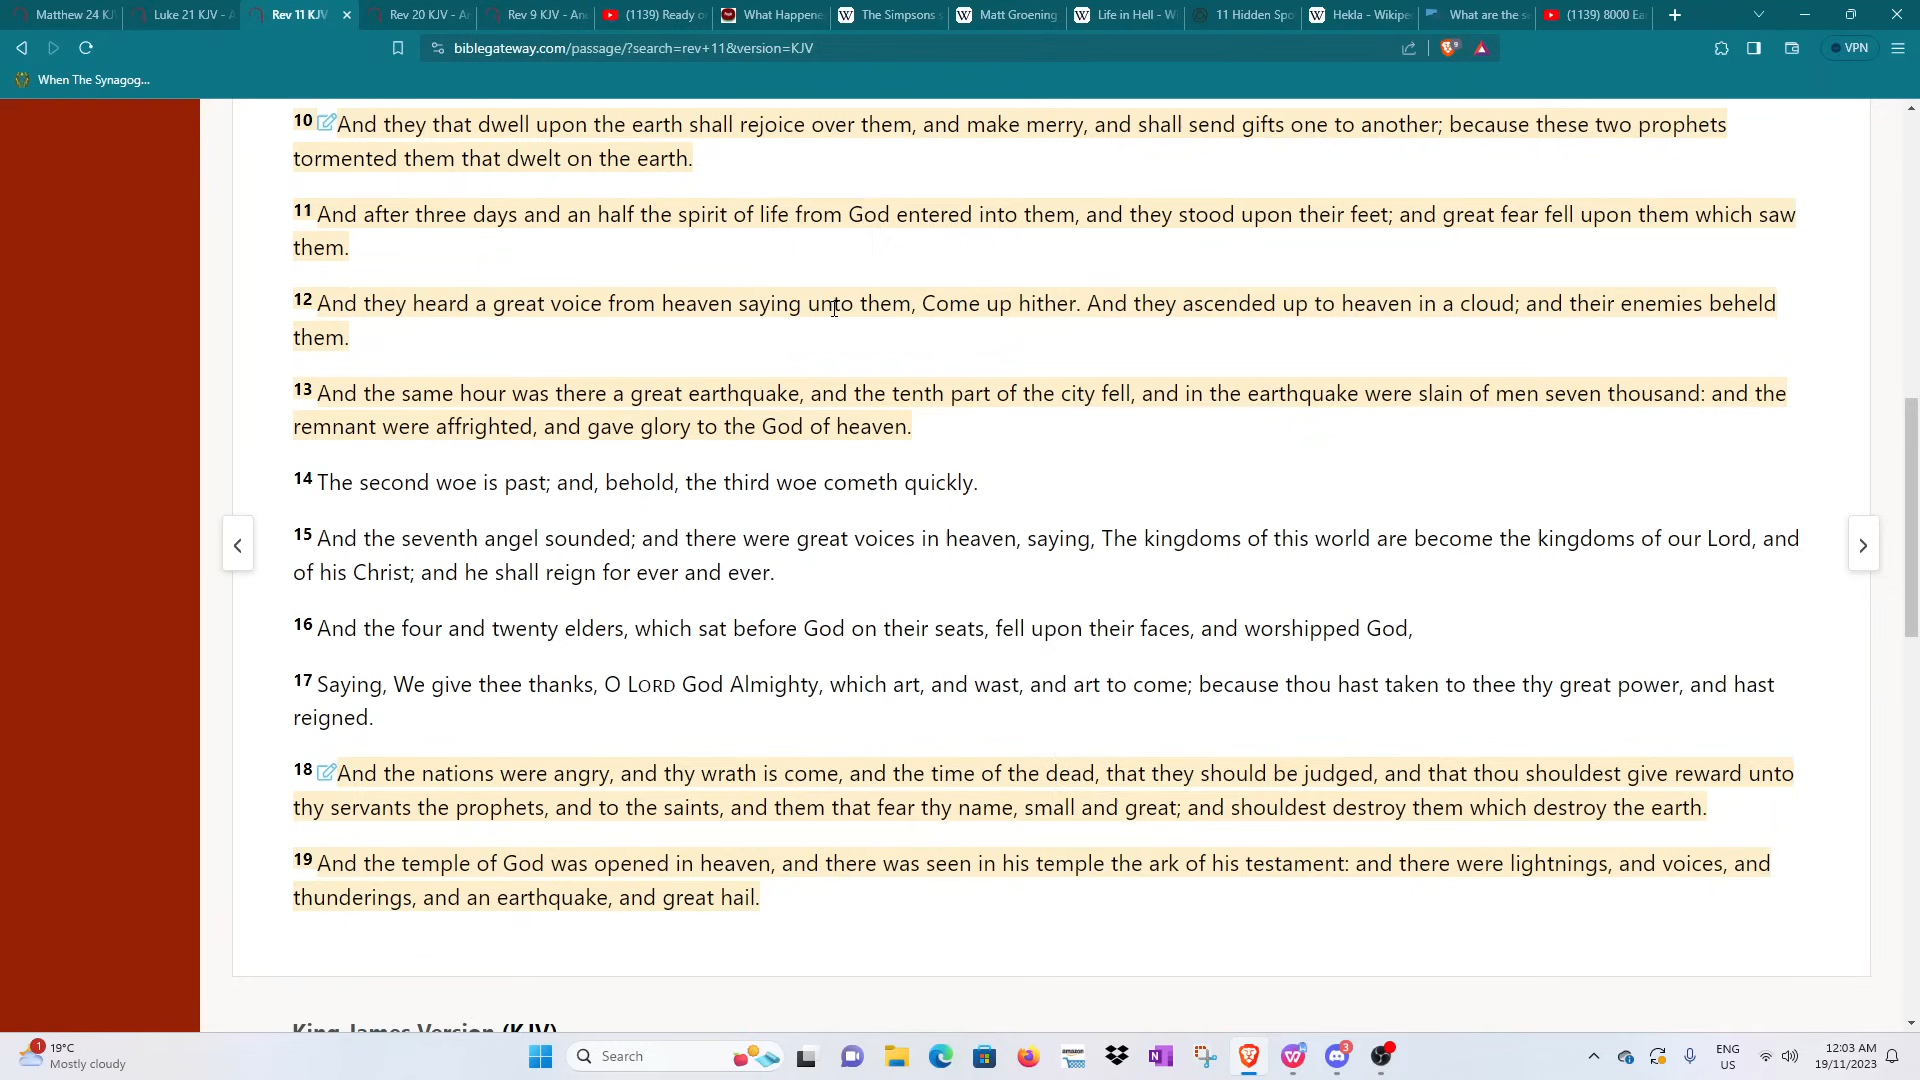 Matthew 24 KJV
Luke 21 KJV - A
Rev 11 KJV
Rev 20 KJV - A
Rev 9 KJV - An
(1139) Ready o
What Happene
The Simpsons
Matt Groening
Life in Hell - W
11 Hidden Spo
Hekla - Wikipe
What are the s
(1139) 8000 Ea
biblegateway.com/passage/?search=rev+11&version=KJV
9
VPN
When The Synagog...
10 And they that dwell upon the earth shall rejoice over them, and make merry, and shall send gifts one to another; because these two prophets
tormented them that dwelt on the earth.
11 And after three days and an half the spirit of life from God entered into them, and they stood upon their feet; and great fear fell upon them which saw
them.
12 And they heard a great voice from heaven saying unto them, Come up hither. And they ascended up to heaven in a cloud; and their enemies beheld
them.
13 And the same hour was there a great earthquake, and the tenth part of the city fell, and in the earthquake were slain of men seven thousand: and the
remnant were affrighted, and gave glory to the God of heaven.
14 The second woe is past; and, behold, the third woe cometh quickly.
15 And the seventh angel sounded; and there were great voices in heaven, saying, The kingdoms of this world are become the kingdoms of our Lord, and
of his Christ; and he shall reign for ever and ever.
16 And the four and twenty elders, which sat before God on their seats, fell upon their faces, and worshipped God,
17 Saying, We give thee thanks, O LORD God Almighty, which art, and wast, and art to come; because thou hast taken to thee thy great power, and hast
reigned.
18 And the nations were angry, and thy wrath is come, and the time of the dead, that they should be judged, and that thou shouldest give reward unto
thy servants the prophets, and to the saints, and them that fear thy name, small and great; and shouldest destroy them which destroy the earth.
19 And the temple of God was opened in heaven, and there was seen in his temple the ark of his testament: and there were lightnings, and voices, and
thunderings, and an earthquake, and great hail.
King James Version (KJV)
1
19°C
Mostly cloudy
Search
amazon
3
ENG
US
12:03 AM
19/11/2023